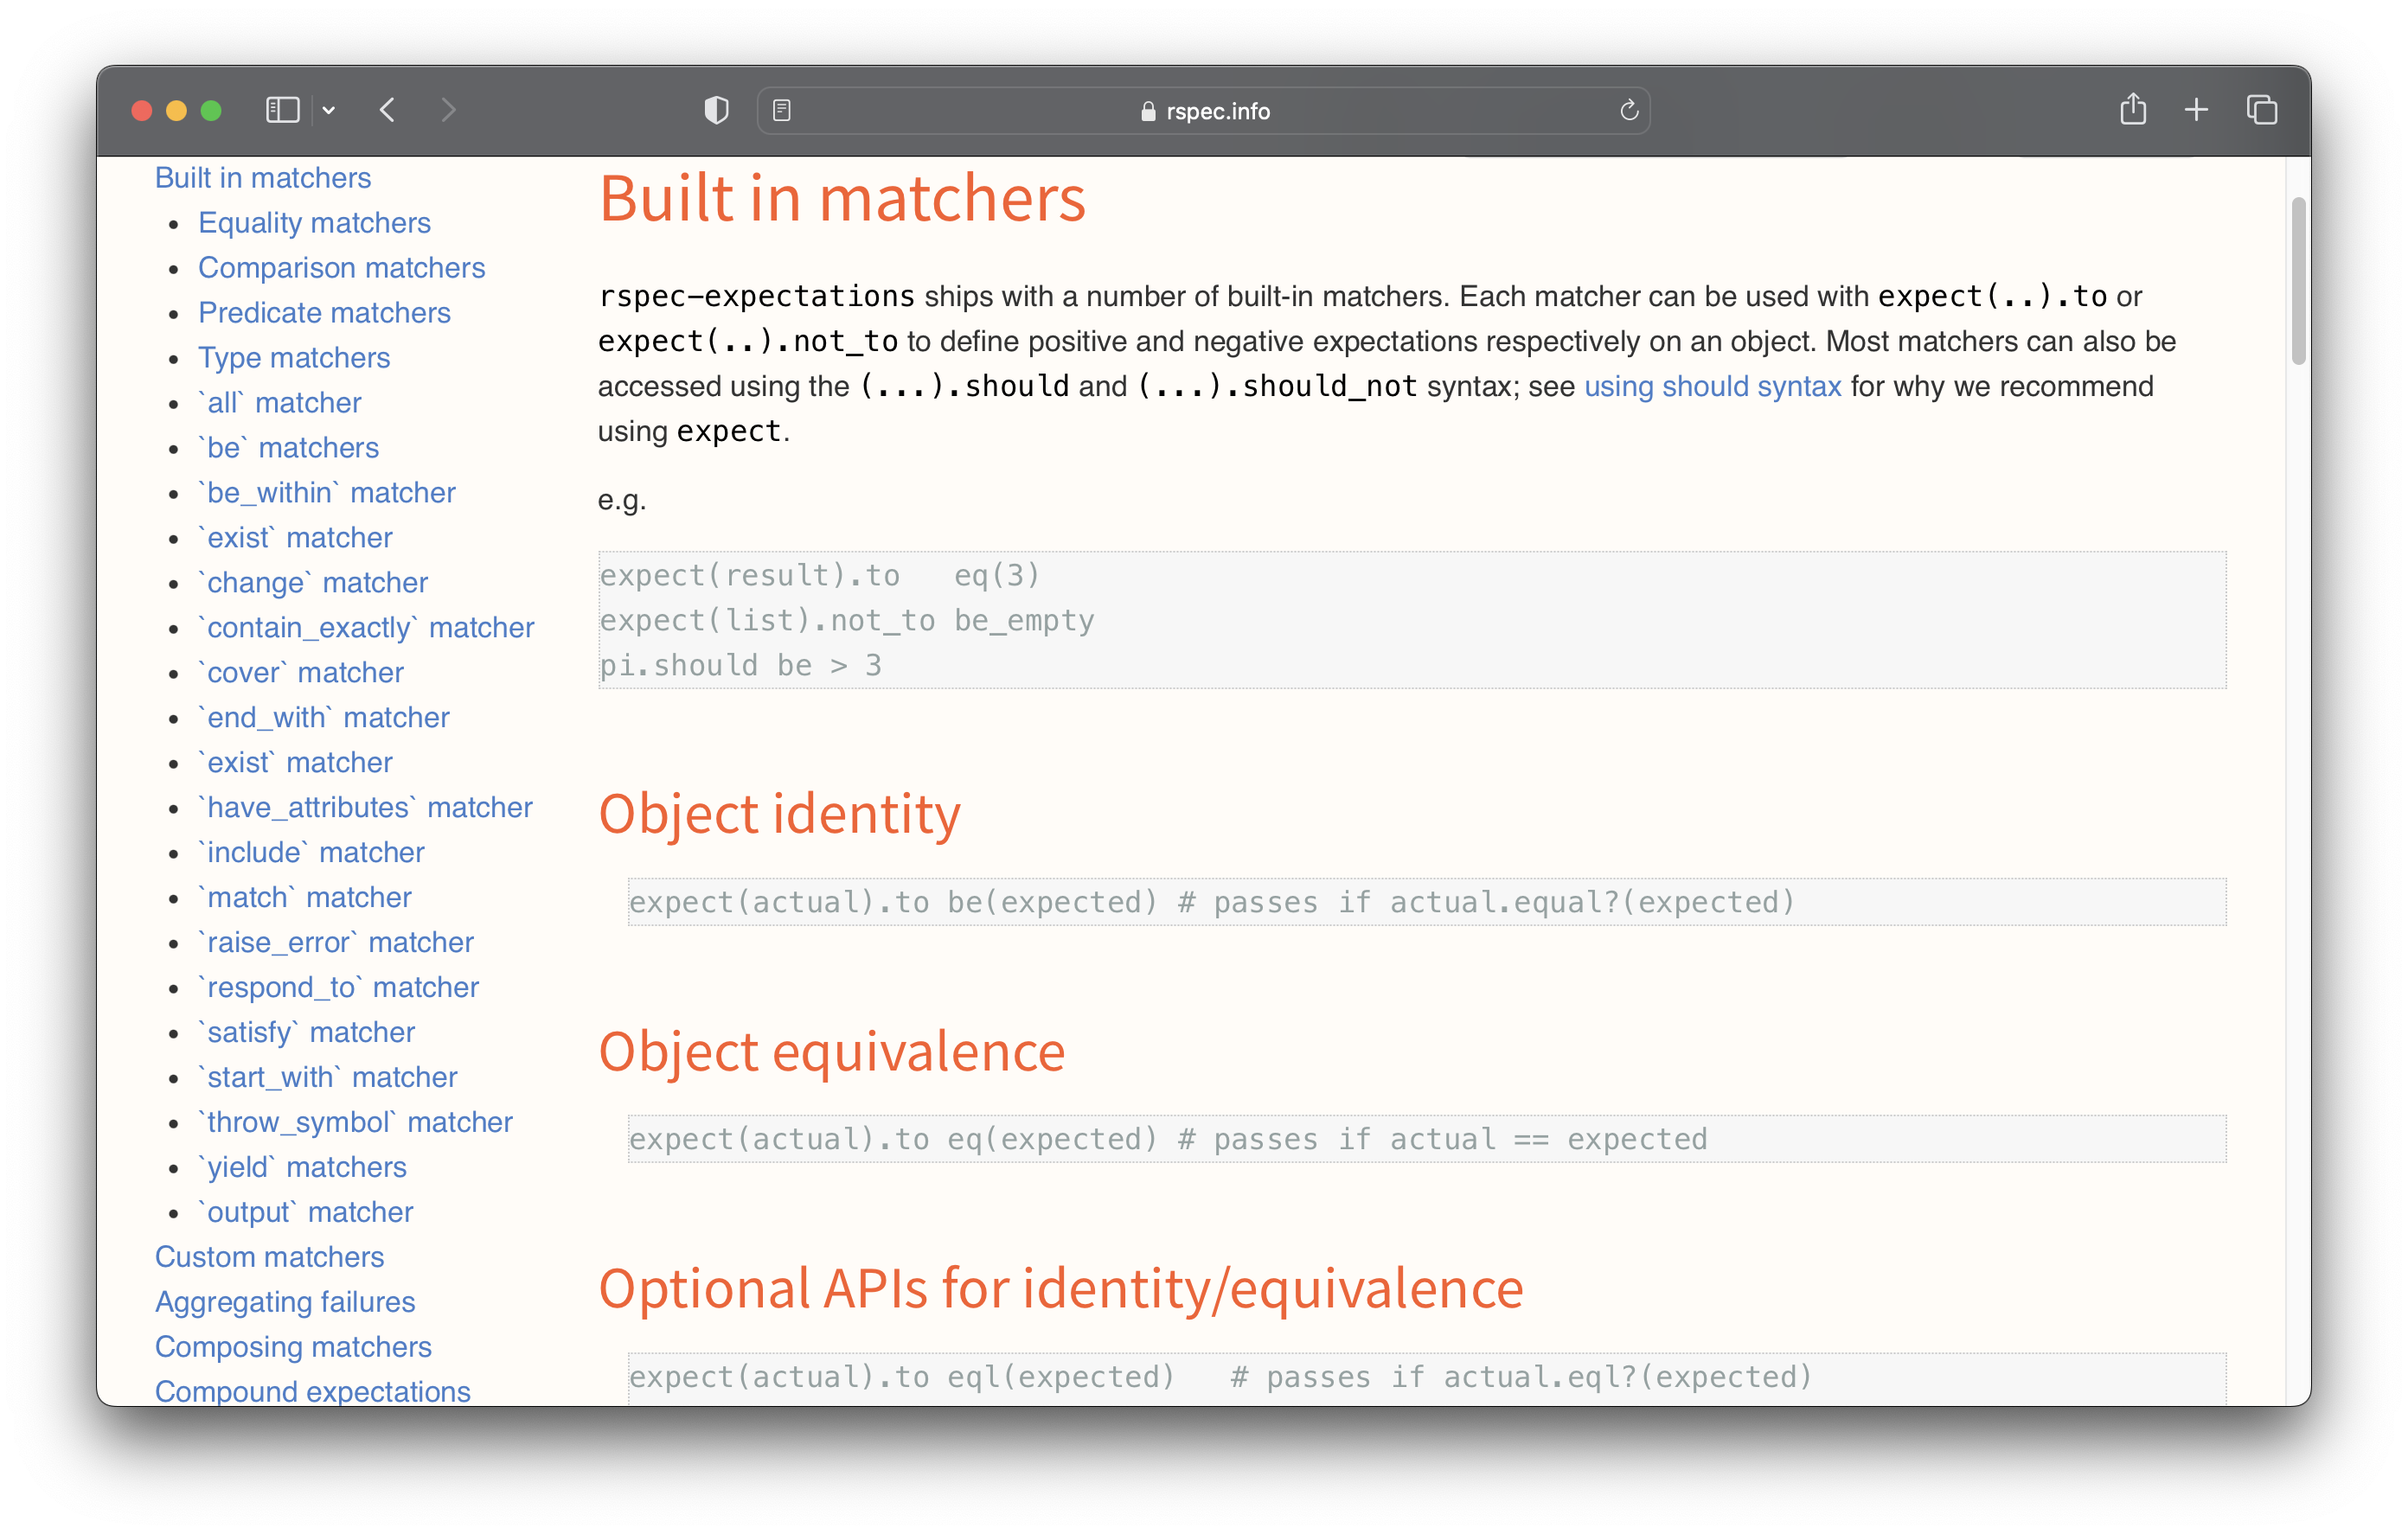 rspec.info
Built in matchers
Equality matchers
Comparison matchers
Predicate matchers
Type matchers
`all` matcher
`be` matchers
`be_within` matcher
`exist` matcher
`change` matcher
`contain_exactly` matcher
`cover` matcher
`end_with` matcher
`exist` matcher
`have_attributes` matcher
`include` matcher
`match` matcher
`raise_error` matcher
`respond_to` matcher
`satisfy` matcher
`start_with` matcher
`throw_symbol` matcher
`yield` matchers
`output` matcher
Custom matchers
Aggregating failures
Composing matchers
Compound expectations
Built in matchers
rspec-expectations ships with a number of built-in matchers. Each matcher can be used with expect(..).to or
expect(..).not_to to define positive and negative expectations respectively on an object. Most matchers can also be
accessed using the (...).should and (...).should_not syntax; see using should syntax for why we recommend
using expect.
e.g.
expect(result).to   eq(3)
expect(list).not_to be_empty
pi.should be > 3
Object identity
expect(actual).to be(expected) # passes if actual.equal?(expected)
Object equivalence
expect(actual).to eq(expected) # passes if actual == expected
Optional APIs for identity/equivalence
expect(actual).to eql(expected)   # passes if actual.eql?(expected)